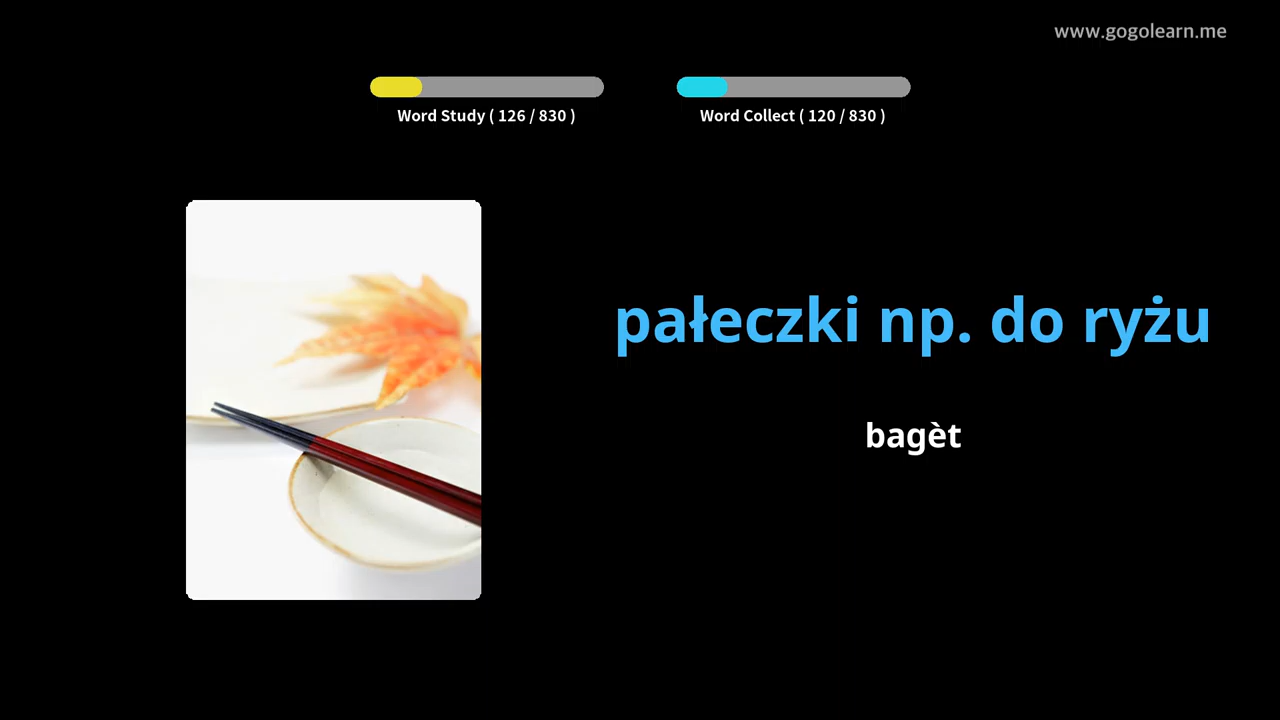 www.gogolearn.me
Word Study ( 126 / 830 )
Word Collect ( 120 / 830 )
pałeczki np. do ryżu
bagèt